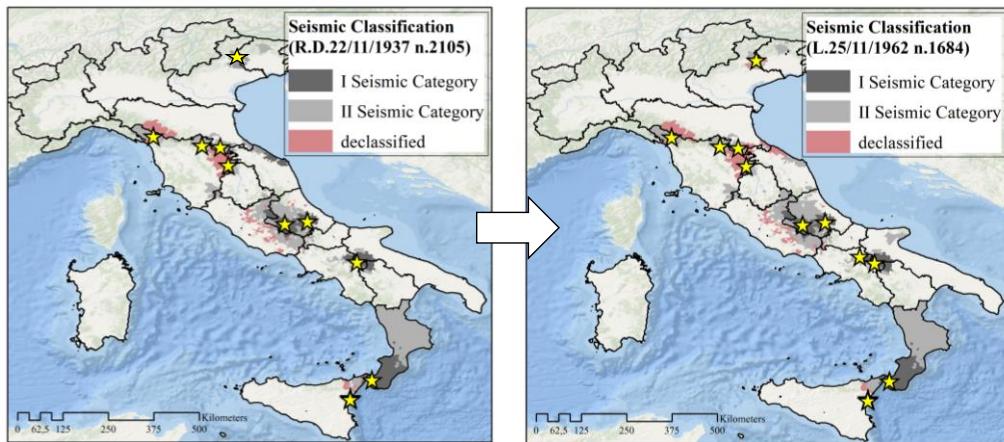 Seismic Classification
(R.D.22/11/1937 n.2105)
I Seismic Category
II Seismic Category
declassified
Kilometers
0 62,5 125 250 375 500
Seismic Classification
(L.25/11/1962 n.1684)
I Seismic Category
II Seismic Category
declassified
Kilometers
0 62,5 125 250 375 500